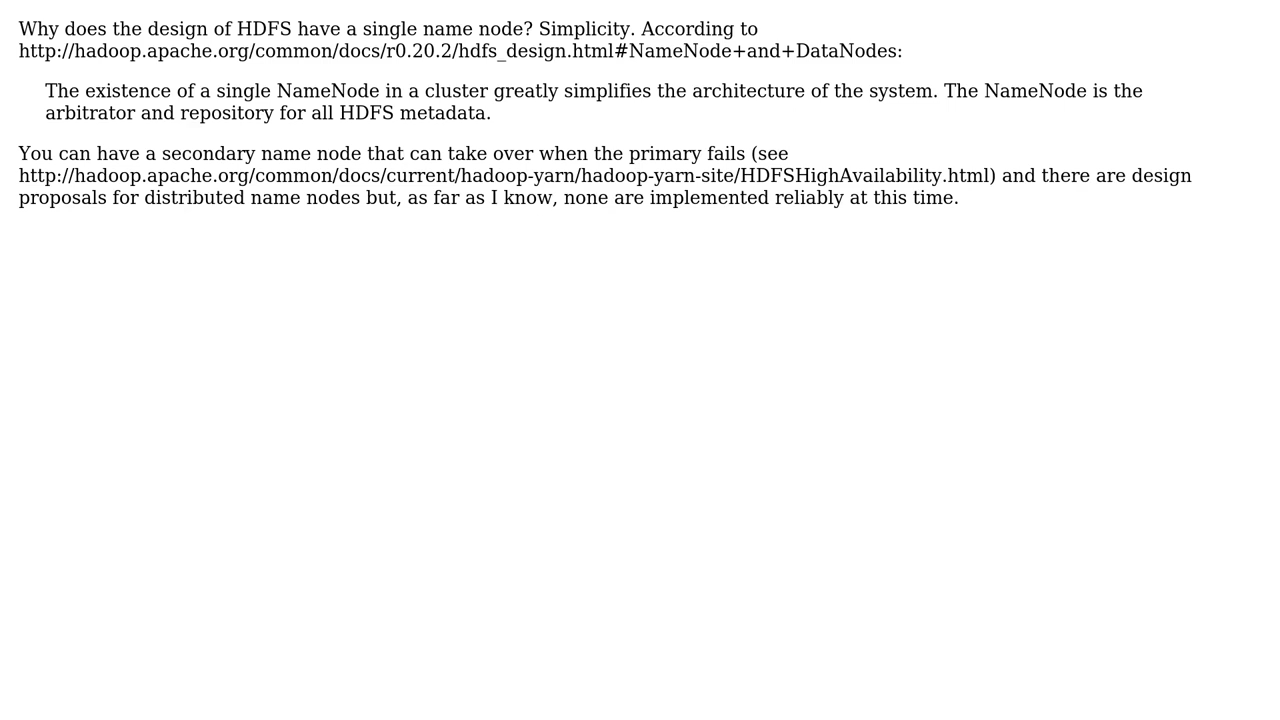 Why does the design of HDFS have a single name node? Simplicity. According to
http://hadoop.apache.org/common/docs/r0.20.2/hdfs_design.html#NameNode+and+DataNodes:
The existence of a single NameNode in a cluster greatly simplifies the architecture of the system. The NameNode is the
arbitrator and repository for all HDFS metadata.
You can have a secondary name node that can take over when the primary fails (see
http://hadoop.apache.org/common/docs/current/hadoop-yarn/hadoop-yarn-site/HDFSHighAvailability.html) and there are design
proposals for distributed name nodes but, as far as I know, none are implemented reliably at this time.